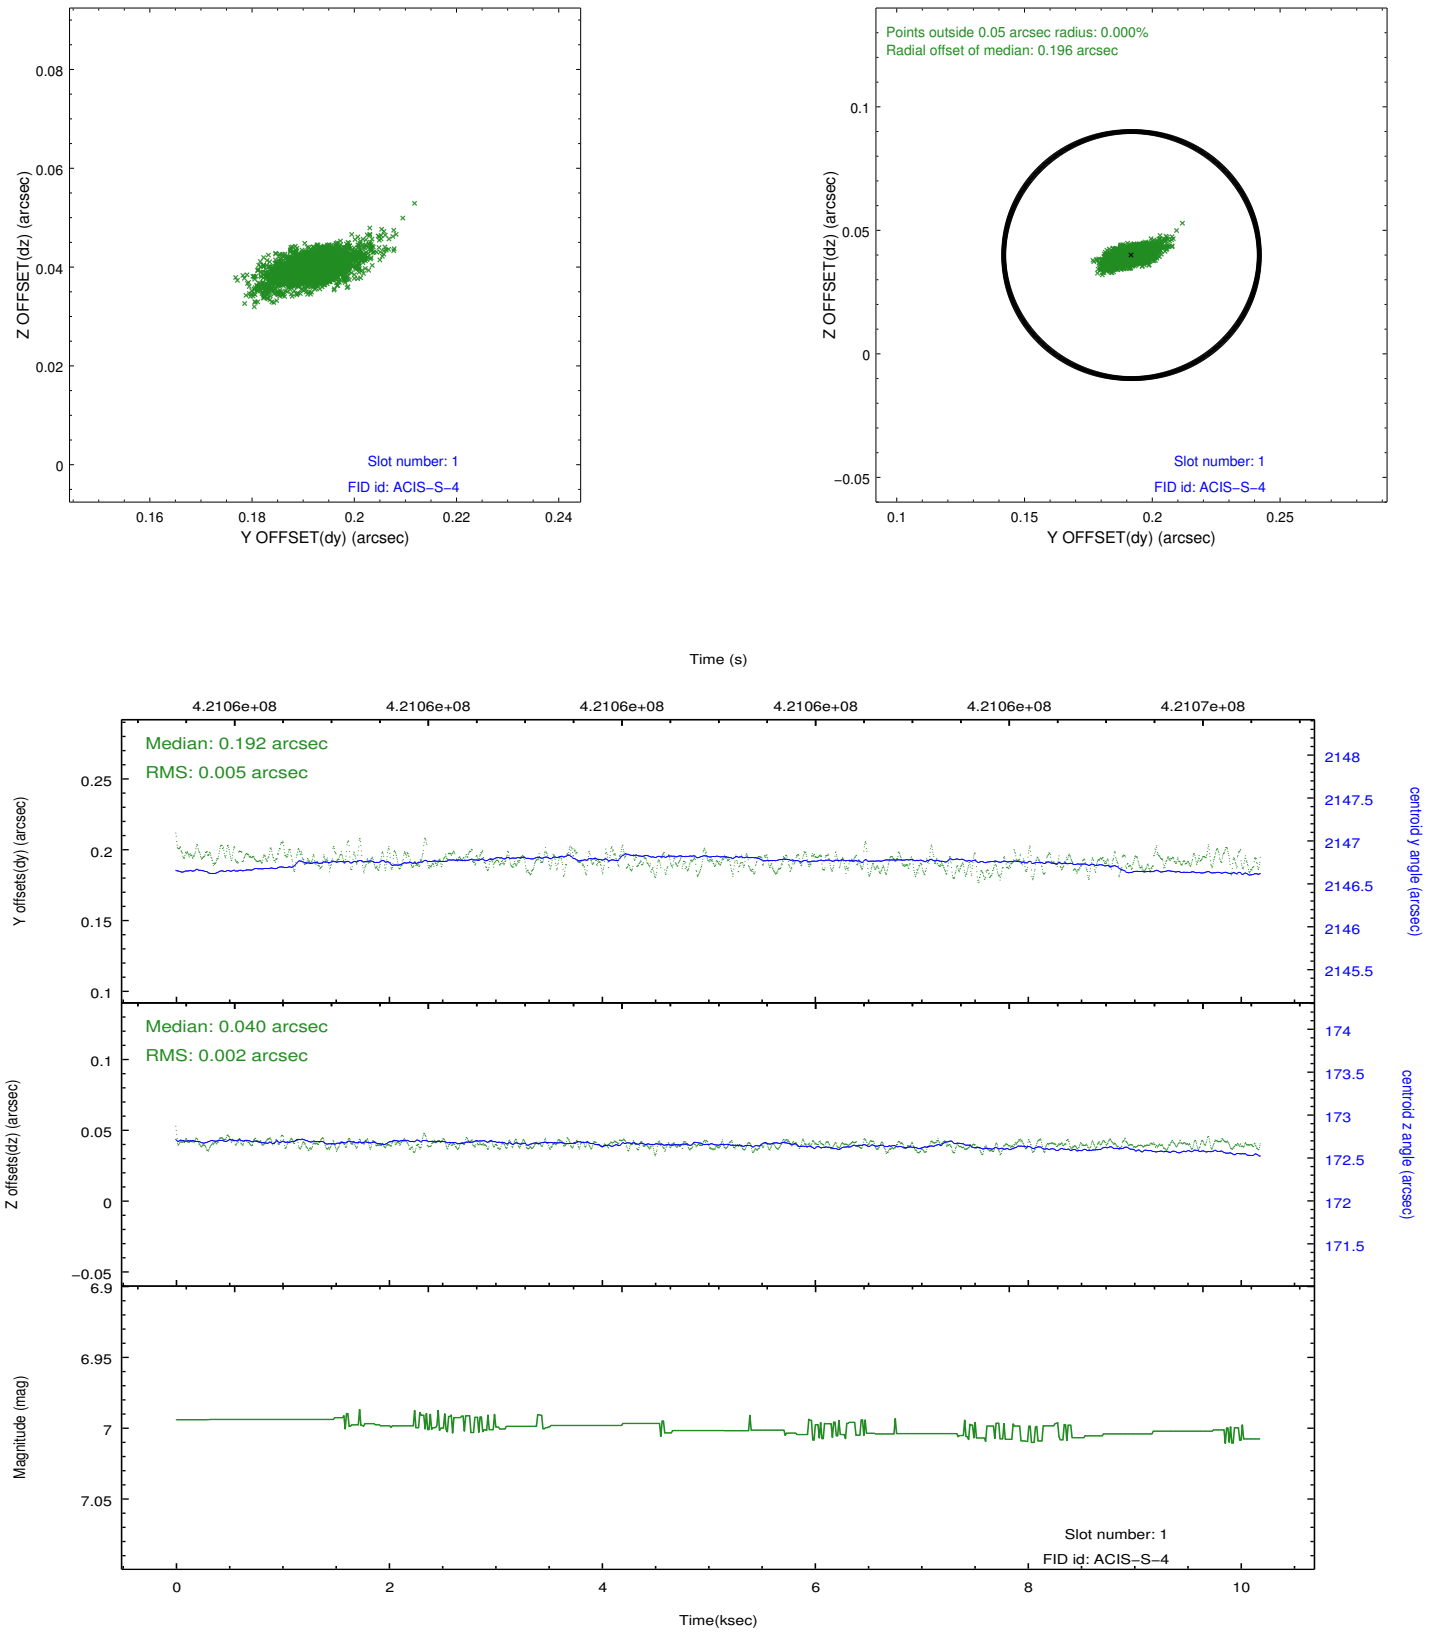 0.08
0.06
0.04
0.02
0
Z OFFSET(dz) (arcsec)
Slot number: 1
FID id: ACIS−S−4
0.16 0.18 0.2 0.22 0.24
Y OFFSET(dy) (arcsec)
Points outside 0.05 arcsec radius: 0.000%
Radial offset of median: 0.196 arcsec
0.1
0.05
0
−0.05
Z OFFSET(dz) (arcsec)
Slot number: 1
FID id: ACIS−S−4
0.1 0.15 0.2 0.25
Y OFFSET(dy) (arcsec)
Time (s)
4.2106e+08 4.2106e+08 4.2106e+08 4.2106e+08 4.2106e+08 4.2107e+08
Median: 0.192 arcsec
RMS: 0.005 arcsec
0.25
0.2
0.15
0.1
Y offsets(dy) (arcsec)
2148
2147.5
2147
2146.5
2146
2145.5
centroid y angle (arcsec)
Median: 0.040 arcsec
RMS: 0.002 arcsec
0.1
0.05
0
−0.05
Z offsets(dz) (arcsec)
174
173.5
173
172.5
172
171.5
centroid z angle (arcsec)
6.9
6.95
7
7.05
Magnitude (mag)
Slot number: 1
FID id: ACIS−S−4
0 2 4 6 8 10
Time(ksec)